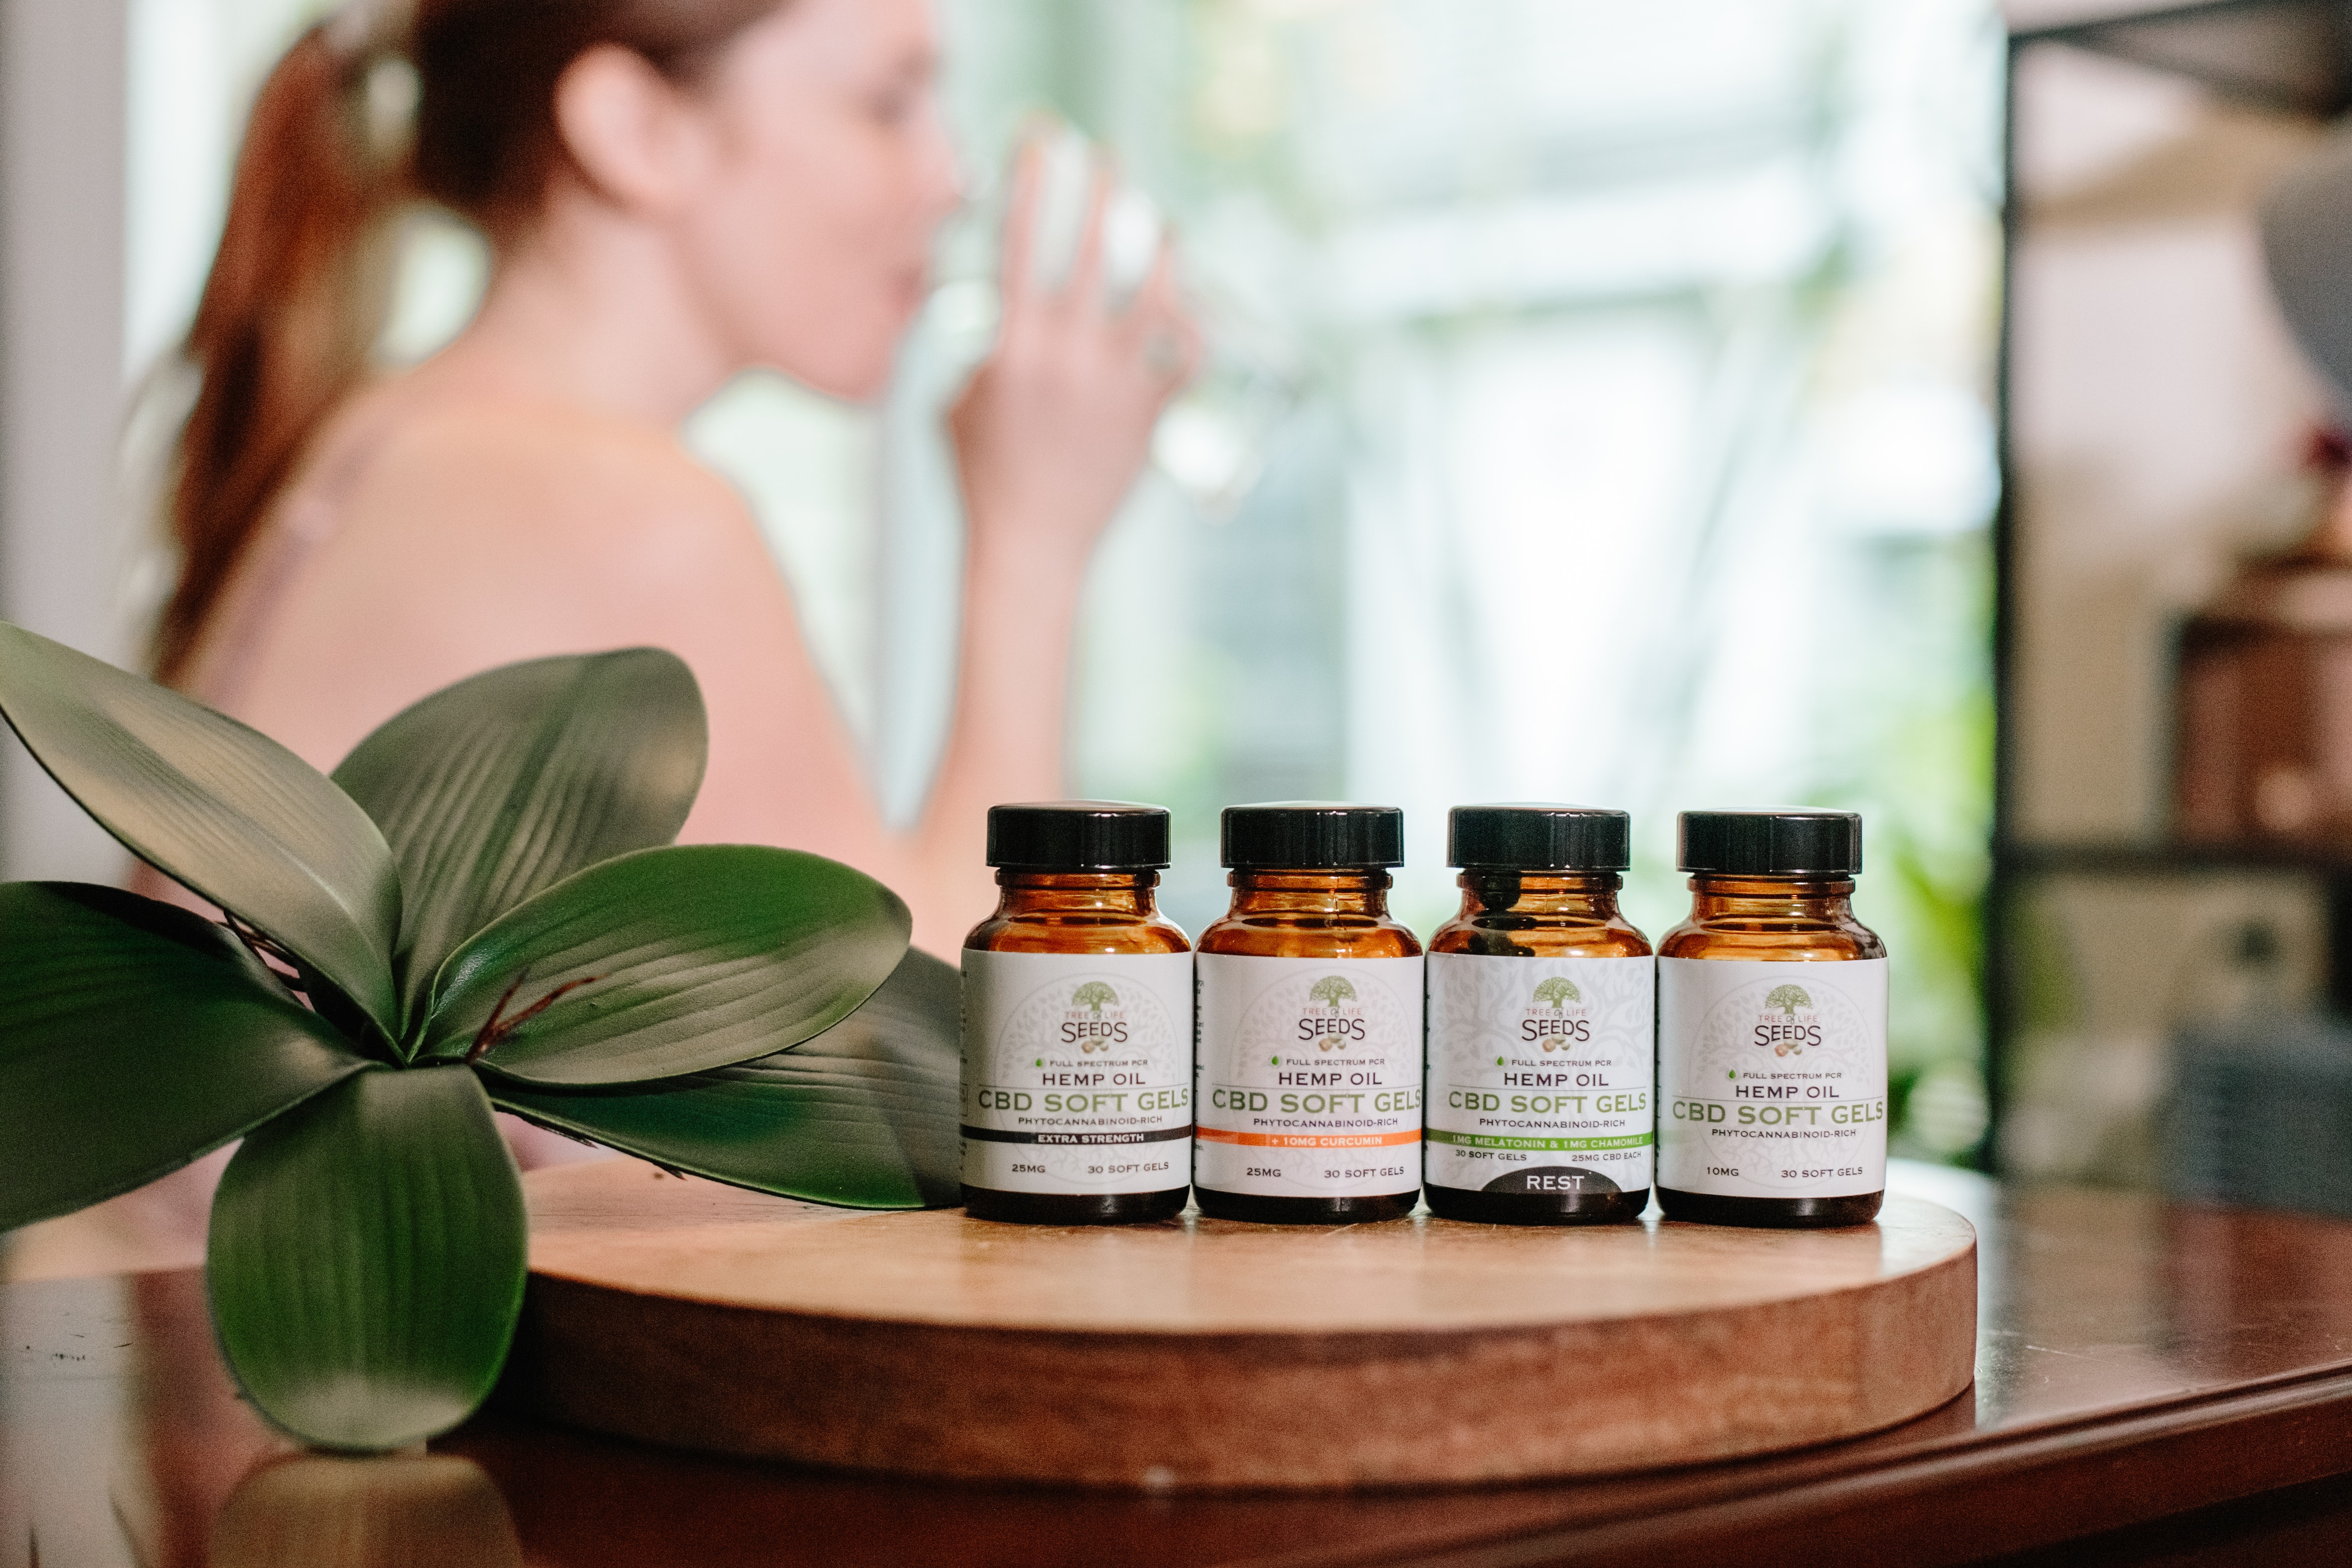 TREE OF LIFE
SEEDS
FULL SPECTRUM PCR
HEMP OIL
CBD SOFT GELS
PHYTOCANNABINOID-RICH
EXTRA STRENGTH
25MG 30 SOFT GELS
TREE OF LIFE
SEEDS
FULL SPECTRUM PCR
HEMP OIL
CBD SOFT GELS
PHYTOCANNABINOID-RICH
+ 10MG CURCUMIN
25MG 30 SOFT GELS
TREE OF LIFE
SEEDS
FULL SPECTRUM PCR
HEMP OIL
CBD SOFT GELS
PHYTOCANNABINOID-RICH
1MG MELATONIN & 1MG CHAMOMILE
30 SOFT GELS 25MG CBD EACH
REST
TREE OF LIFE
SEEDS
FULL SPECTRUM PCR
HEMP OIL
CBD SOFT GELS
PHYTOCANNABINOID-RICH
10MG 30 SOFT GELS